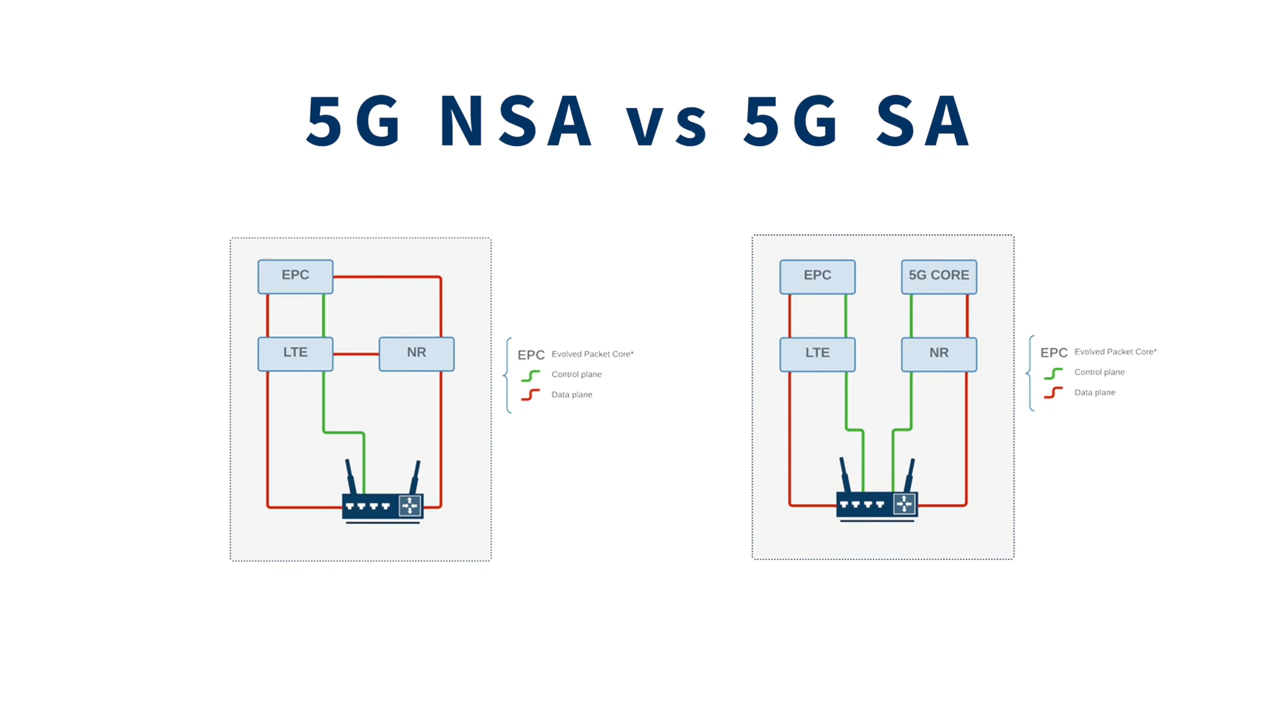 5G NSA vs 5G SA
EPC
LTE
NR
EPC Evolved Packet Core*
Control plane
Data plane
EPC
5G CORE
LTE
NR
EPC Evolved Packet Core*
Control plane
Data plane